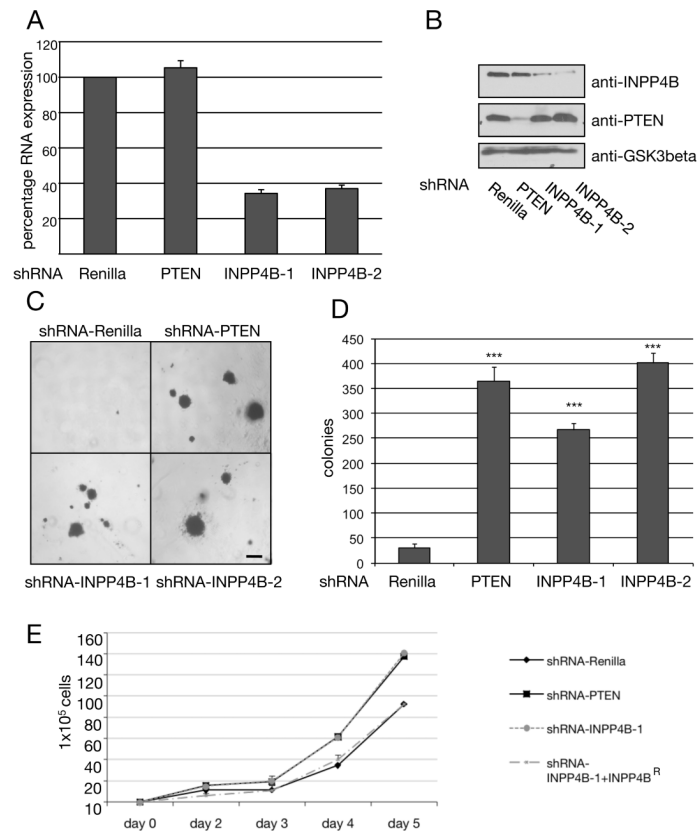 A
120
100
80
60
40
20
percentage RNA expression
shRNA Renilla PTEN INPP4B-1 INPP4B-2
B
anti-INPP4B
anti-PTEN
anti-GSK3beta
shRNA Renilla PTEN INPP4B-1 INPP4B-2
C
shRNA-Renilla shRNA-PTEN
shRNA-INPP4B-1 shRNA-INPP4B-2
D
450
400
350
300
250
200
150
100
50
0
colonies
*** *** ***
shRNA Renilla PTEN INPP4B-1 INPP4B-2
E
160
140
120
100
80
60
40
20
10
1x10⁵ cells
day 0 day 2 day 3 day 4 day 5
shRNA-Renilla
shRNA-PTEN
shRNA-INPP4B-1
shRNA-
INPP4B-1+INPP4Bᴿ